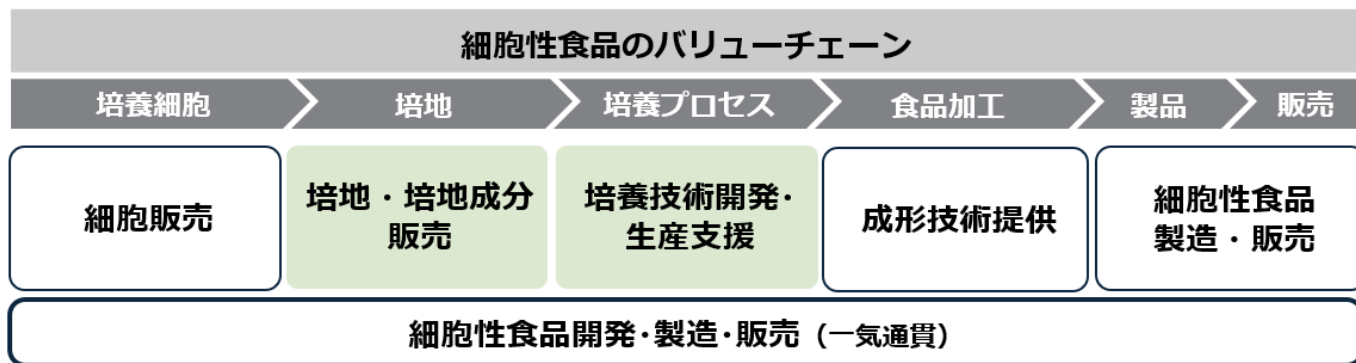 細胞性食品のバリューチェーン
培養細胞
培地
培養プロセス
食品加工
製品
販売
細胞販売
培地・培地成分
販売
培養技術開発・
生産支援
成形技術提供
細胞性食品
製造・販売
細胞性食品開発・製造・販売（一気通貫）